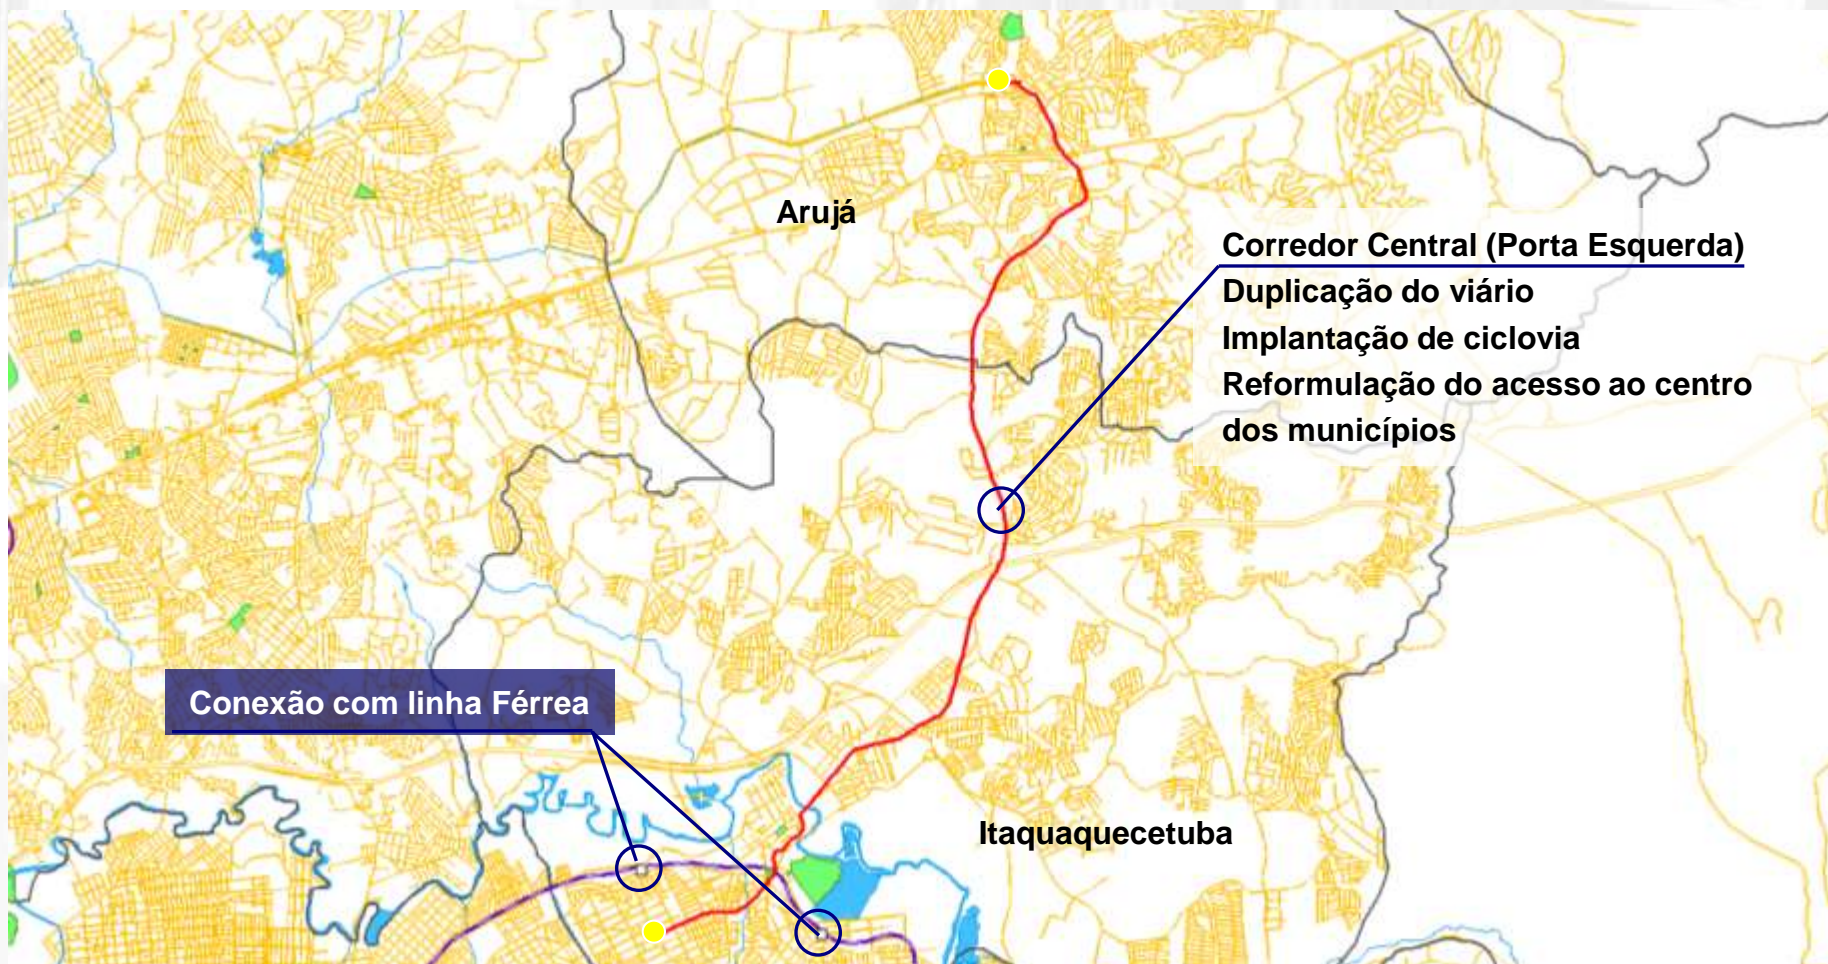 Arujá
Corredor Central (Porta Esquerda)
Duplicação do viário
Implantação de ciclovia
Reformulação do acesso ao centro
dos municípios
Conexão com linha Férrea
Itaquaquecetuba